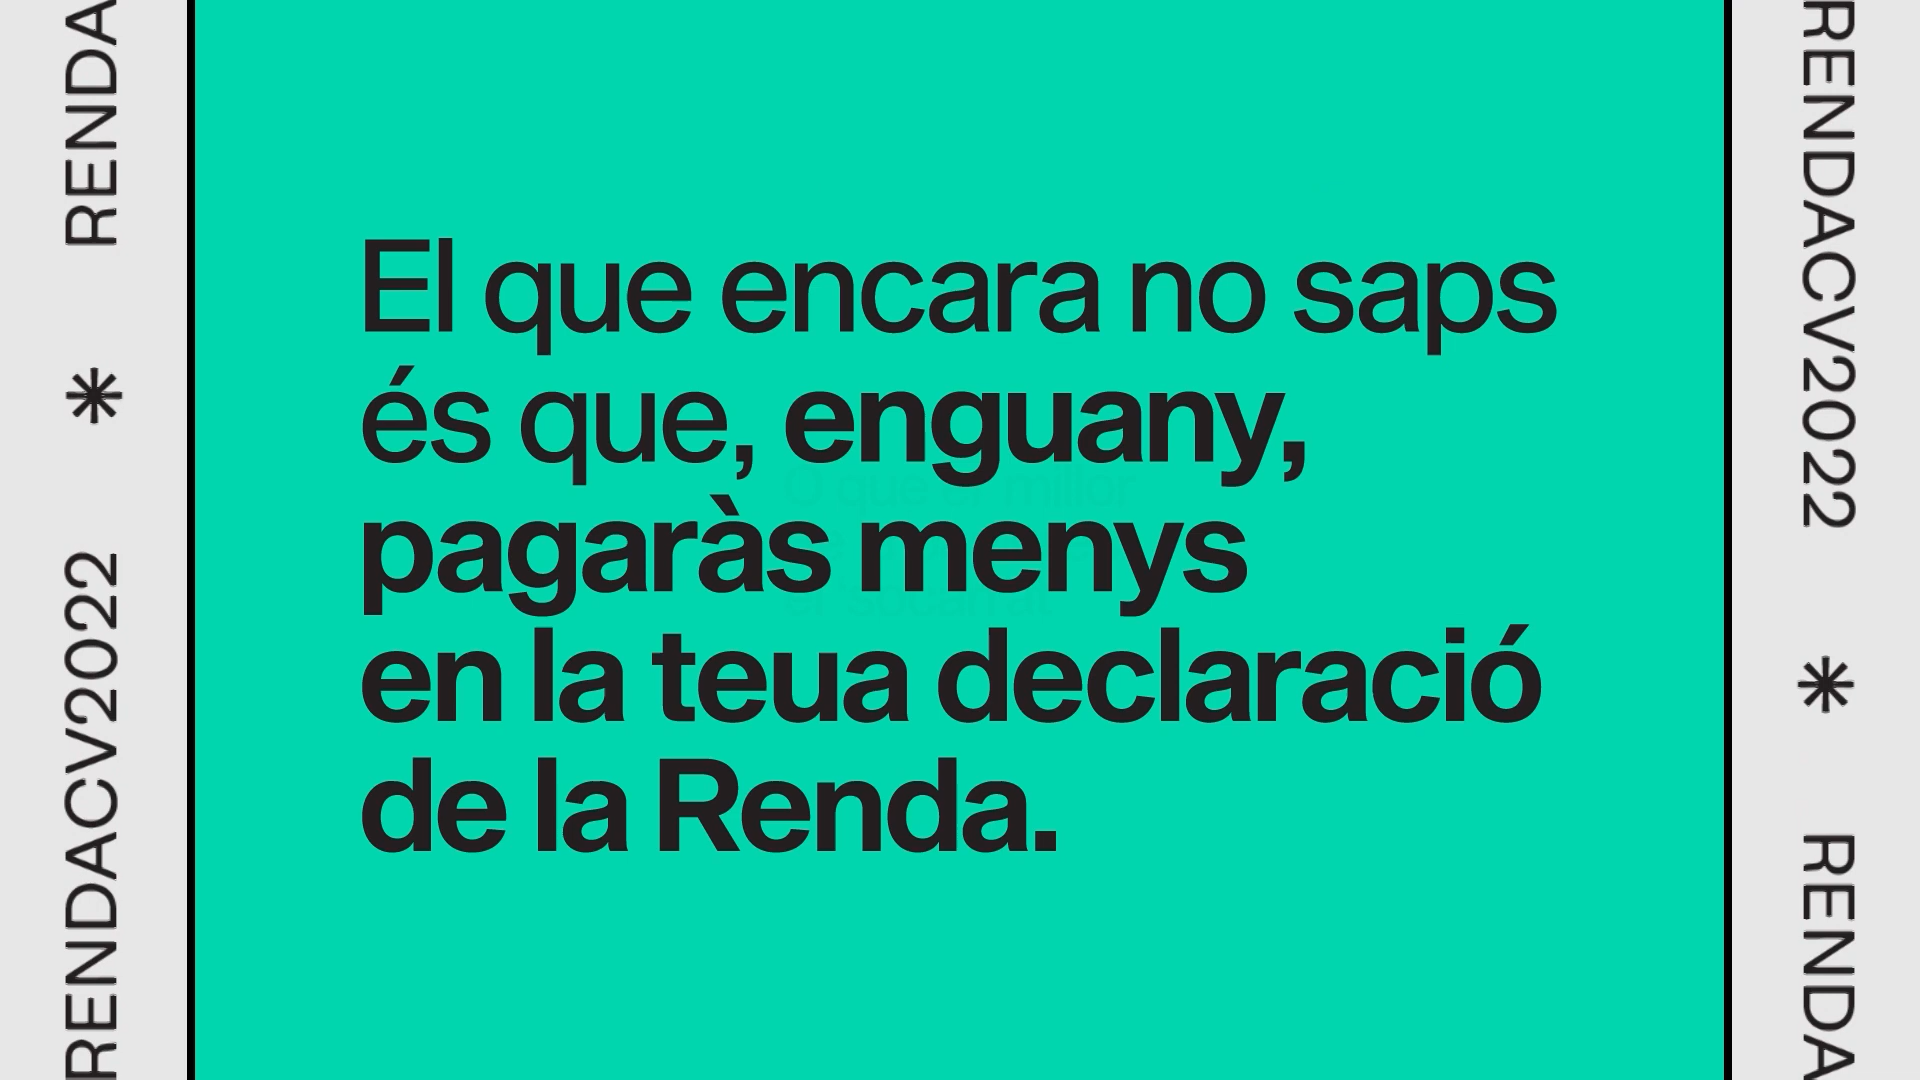 RENDA
RENDACV2022
El que encara no saps
és que, enguany,
pagaràs menys
en la teua declaració
de la Renda.
RENDACV2022
RENDA